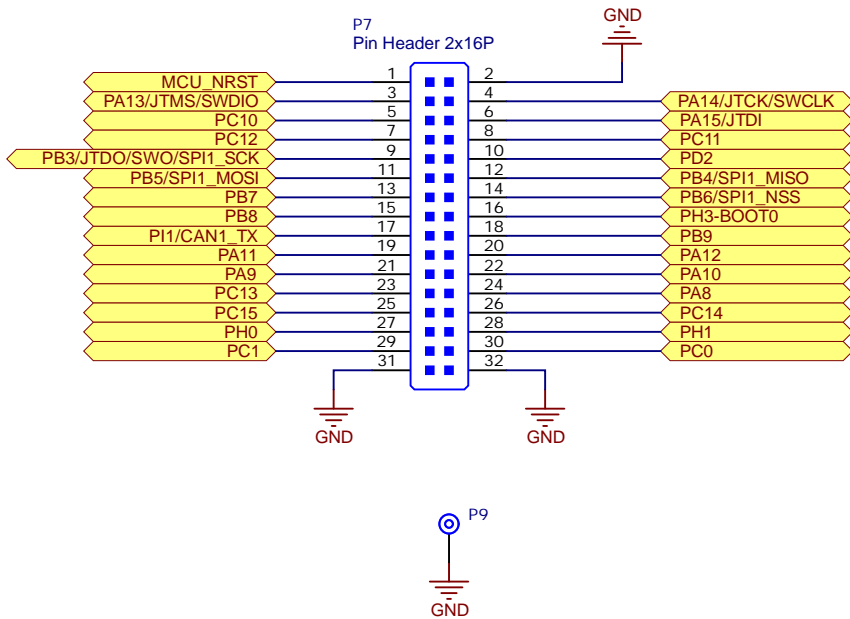 P7
Pin Header 2x16P
GND
MCU_NRST 1 2
PA13/JTMS/SWDIO 3 4 PA14/JTCK/SWCLK
PC10 5 6 PA15/JTDI
PC12 7 8 PC11
PB3/JTDO/SWO/SPI1_SCK 9 10 PD2
PB5/SPI1_MOSI 11 12 PB4/SPI1_MISO
PB7 13 14 PB6/SPI1_NSS
PB8 15 16 PH3-BOOT0
PI1/CAN1_TX 17 18 PB9
PA11 19 20 PA12
PA9 21 22 PA10
PC13 23 24 PA8
PC15 25 26 PC14
PH0 27 28 PH1
PC1 29 30 PC0
31 32
GND GND
P9
GND